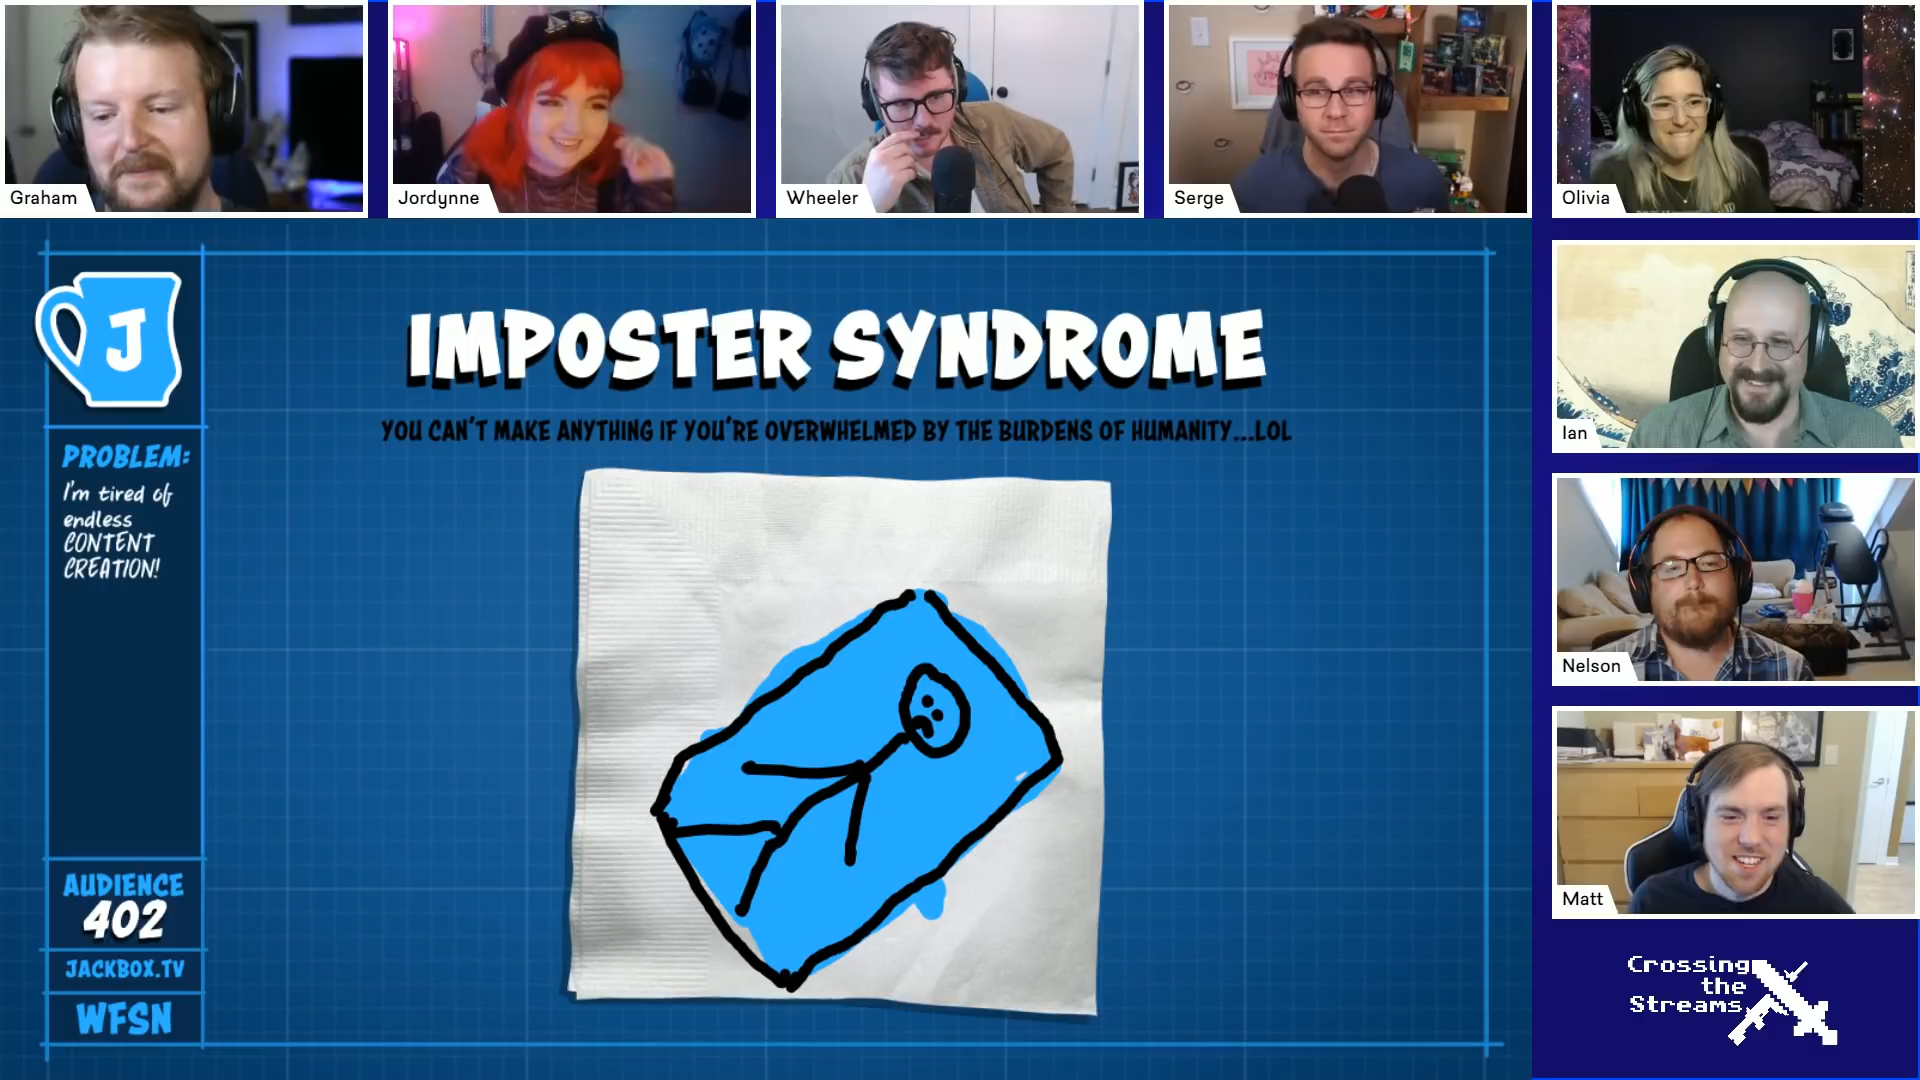 Graham
Jordynne
Wheeler
Serge
Olivia
Ian
Nelson
Matt
J
IMPOSTER SYNDROME
YOU CAN'T MAKE ANYTHING IF YOU'RE OVERWHELMED BY THE BURDENS OF HUMANITY...LOL
PROBLEM:
I'm tired of
endless
CONTENT
CREATION!
AUDIENCE
402
JACKBOX.TV
WFSN
Crossing
the
Streams